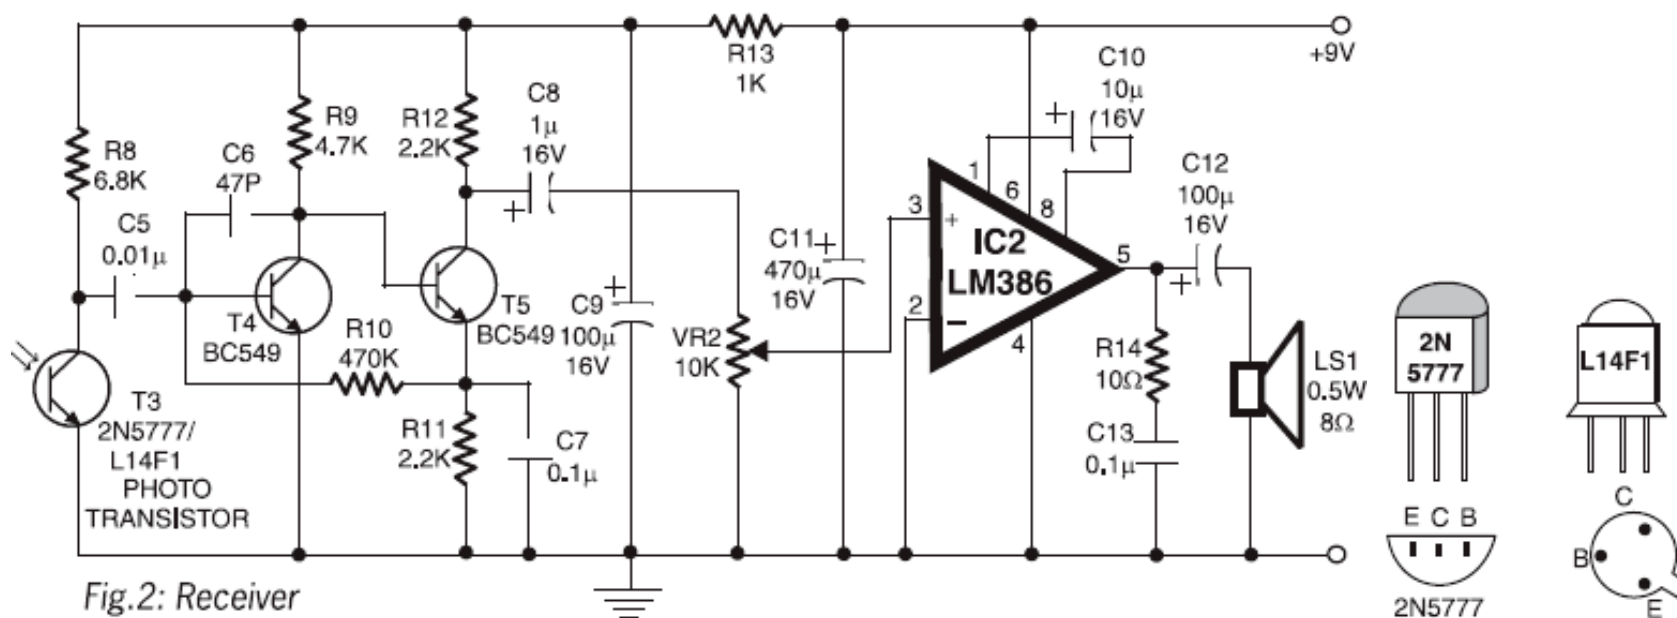 R8
6.8K
C5
0.01µ
C6
47P
R9
4.7K
T4
BC549
R10
470K
T3
2N5777/
L14F1
PHOTO
TRANSISTOR
R12
2.2K
C8
1µ
16V
+
T5
BC549
R11
2.2K
C7
0.1µ
+
C9
100µ
16V
R13
1K
VR2
10K
+
C11
470µ
16V
+9V
C10
10µ
16V
+
1
6
8
3
+
IC2
LM386
2
–
4
5
C12
100µ
16V
+
R14
10Ω
C13
0.1µ
LS1
0.5W
8Ω
2N
5777
E C B
2N5777
L14F1
C
B
E
Fig.2: Receiver